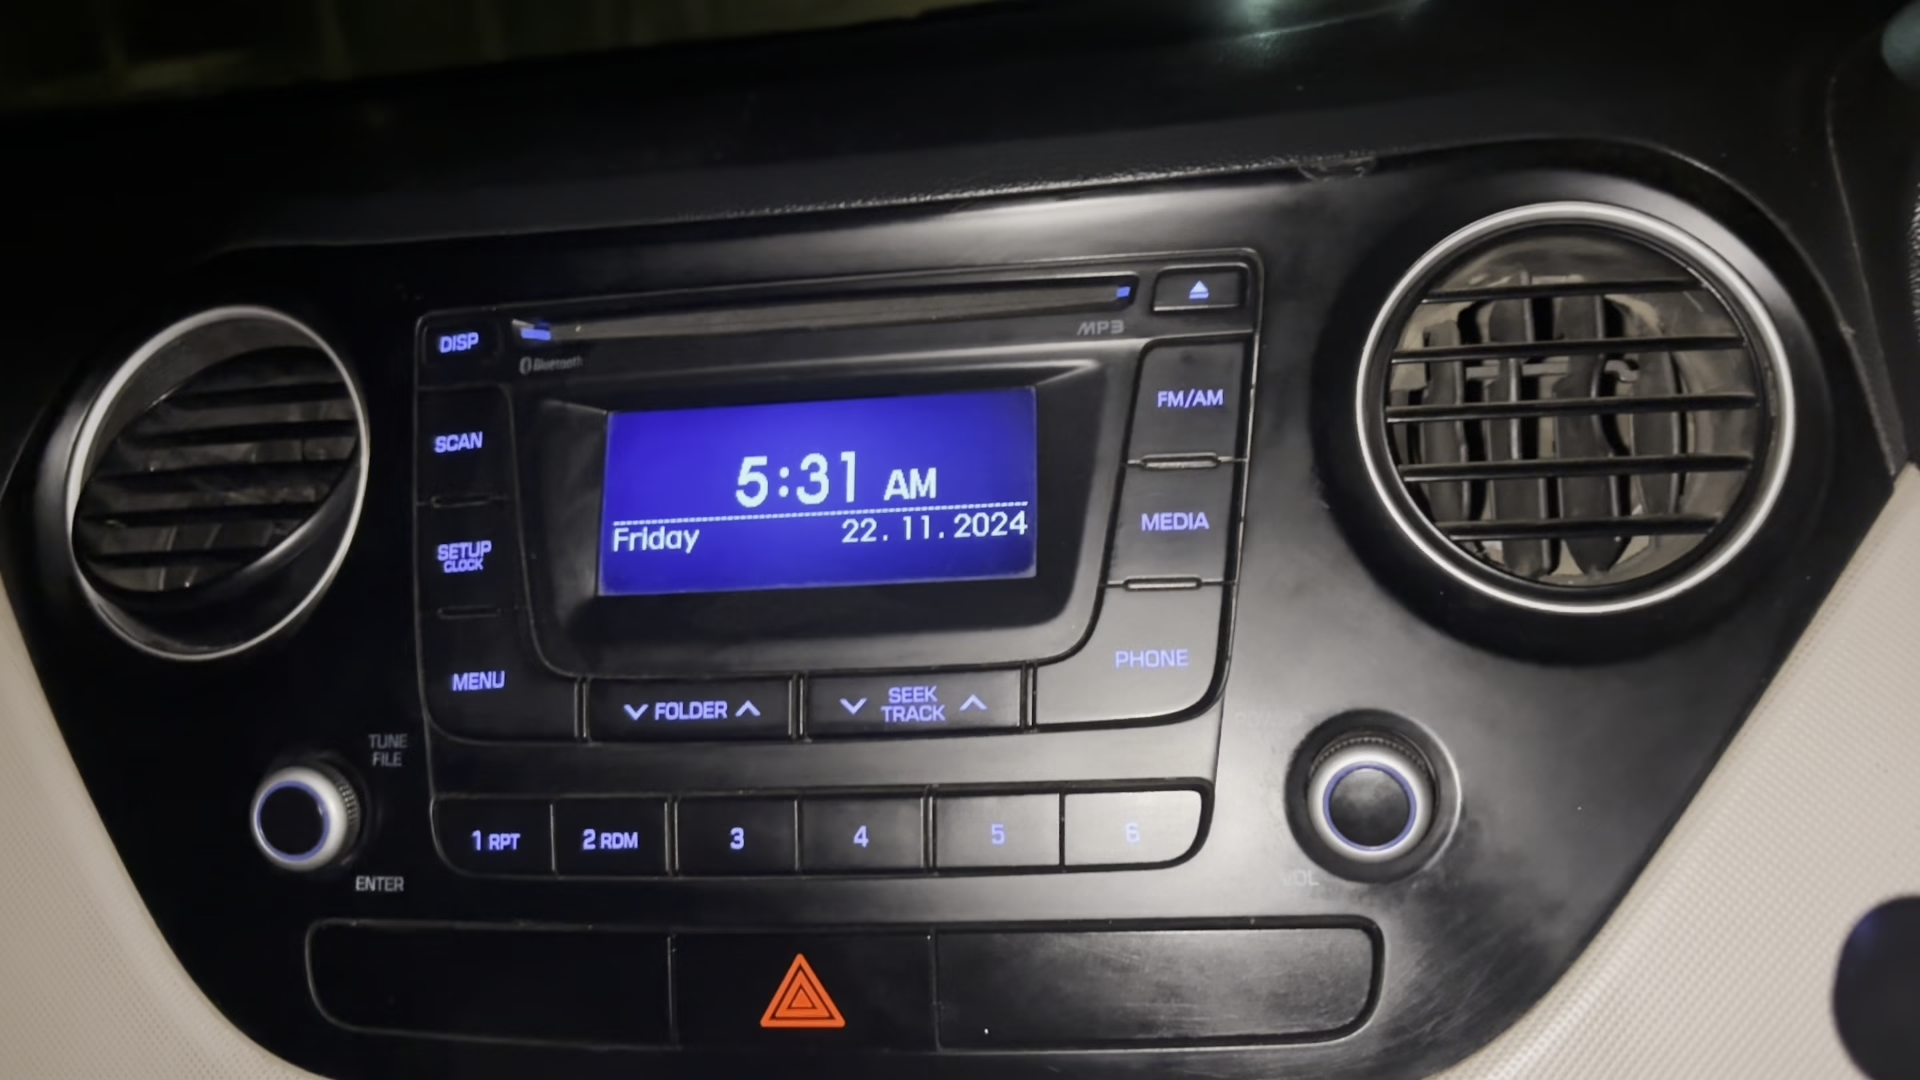 DISP
Bluetooth
MP3
SCAN
SETUP
CLOCK
MENU
5:31 AM
Friday 22. 11. 2024
FM/AM
MEDIA
PHONE
FOLDER
SEEK
TRACK
TUNE
FILE
ENTER
1 RPT
2 RDM
3
4
5
6
VOL